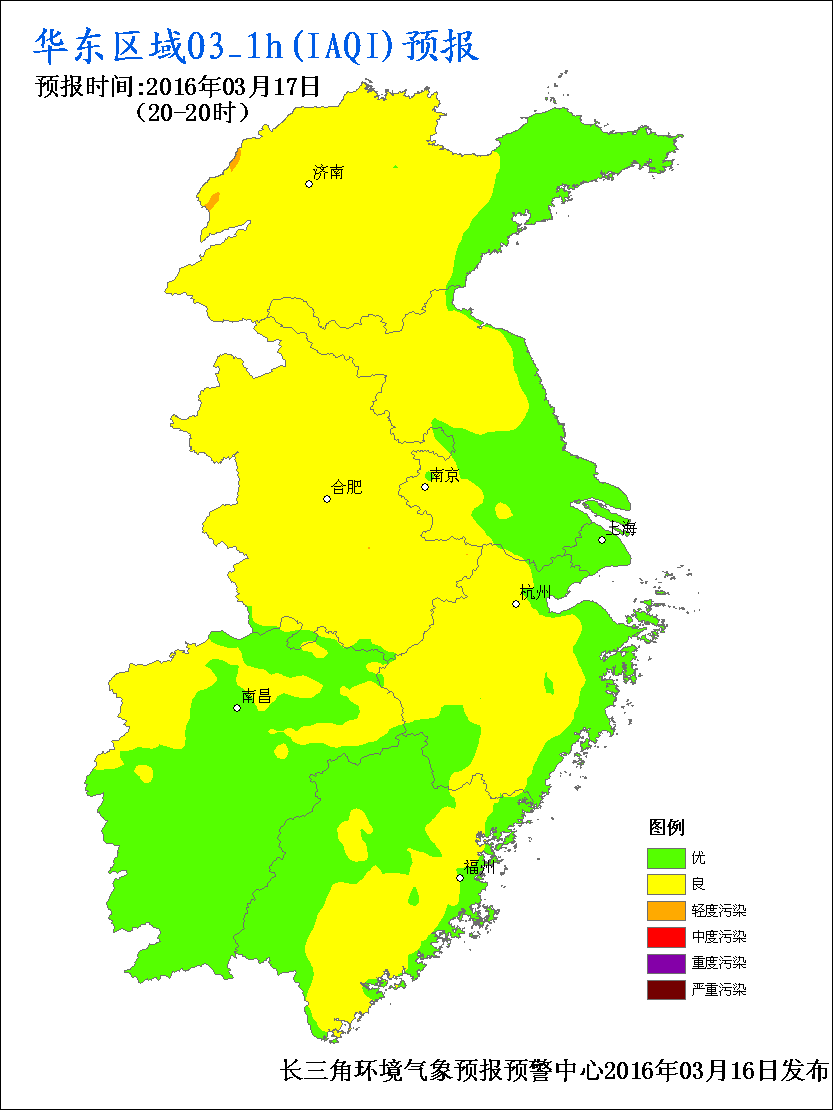 华东区域O3_1h(IAQI)预报
预报时间:2016年03月17日
(20-20时)
济南
南京
合肥
上海
杭州
南昌
福州
图例
优
良
轻度污染
中度污染
重度污染
严重污染
长三角环境气象预报预警中心2016年03月16日发布